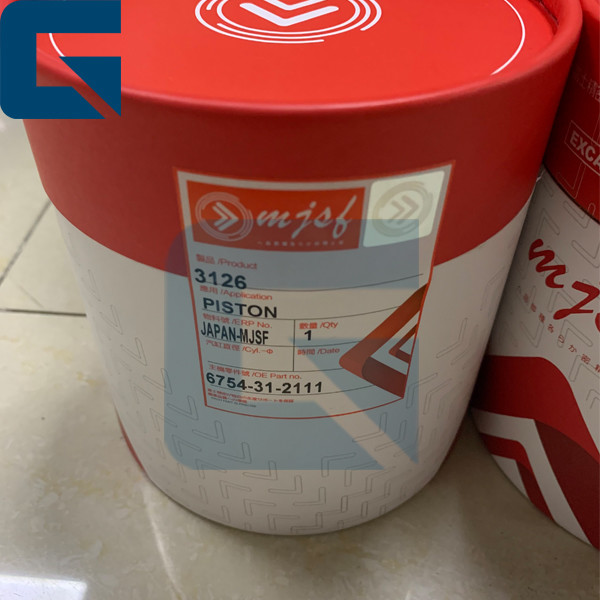 mjsf
製品 /Product
3126
應用 /Application
PISTON
物料號 /ERP No.
數量 /Qty
JAPAN-MJSF
1
汽缸直徑 /Cyl.-Φ
時間 /Date
主機零件號 /OE Part no.
6754-31-2111
EXCA
mjs